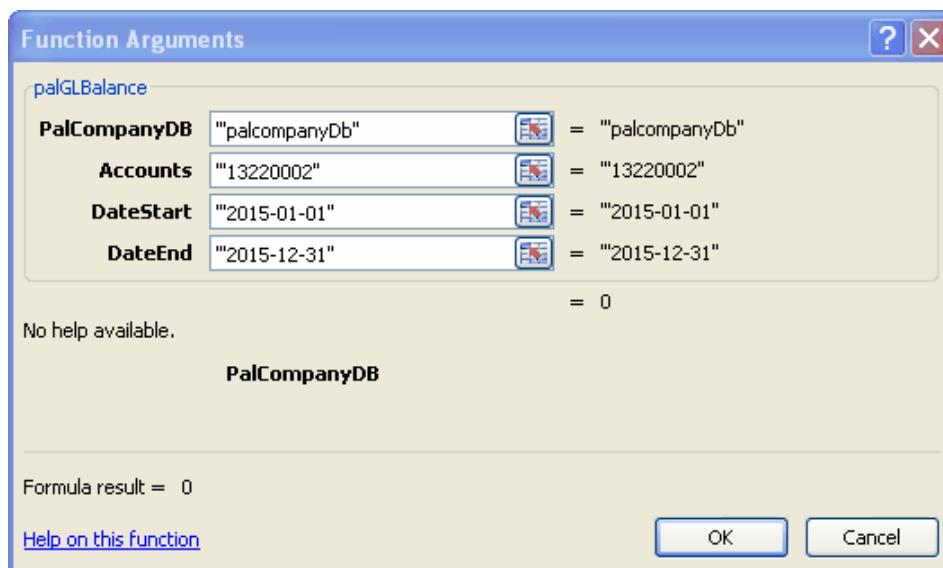 Function Arguments
palGLBalance
PalCompanyDB "'palcompanyDb" = "'palcompanyDb"
Accounts "'13220002" = "'13220002"
DateStart "'2015-01-01" = "'2015-01-01"
DateEnd "'2015-12-31" = "'2015-12-31"
= 0
No help available.
PalCompanyDB
Formula result = 0
Help on this function OK Cancel